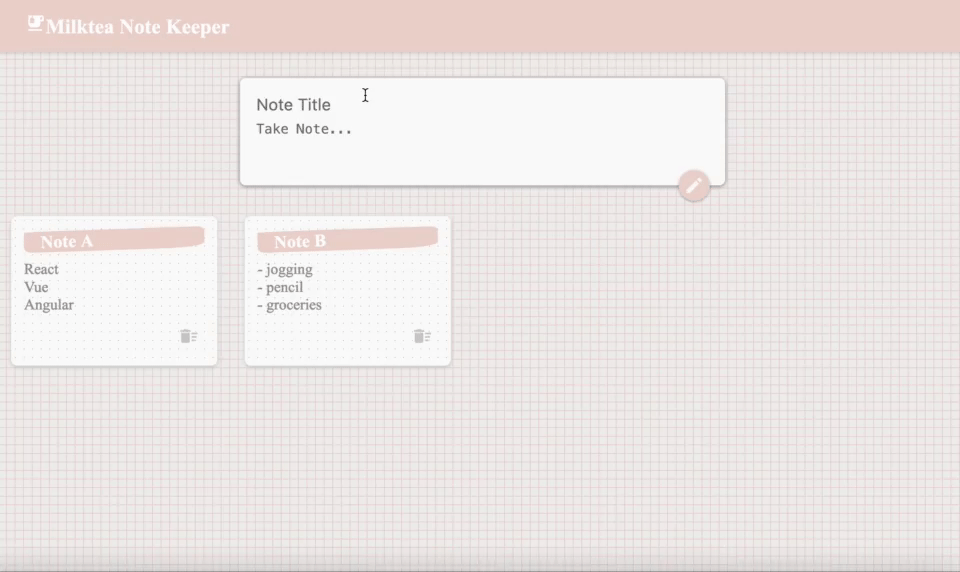 Milktea Note Keeper
Note Title
Take Note...
Note A
React
Vue
Angular
Note B
- jogging
- pencil
- groceries